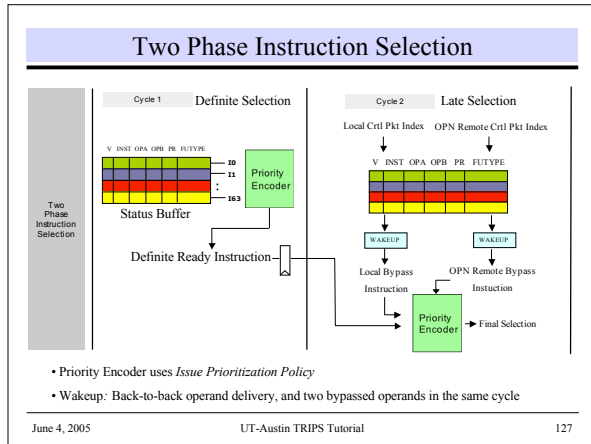 Two Phase Instruction Selection
Two
Phase
Instruction
Selection
Cycle 1
Definite Selection
V INST OPA OPB PR FUTYPE
I0
I1
:
I63
Priority
Encoder
Status Buffer
Definite Ready Instruction
Cycle 2
Late Selection
Local Crtl Pkt Index
OPN Remote Crtl Pkt Index
V INST OPA OPB PR FUTYPE
WAKEUP
WAKEUP
Local Bypass
Instruction
OPN Remote Bypass
Instuction
Priority
Encoder
Final Selection
• Priority Encoder uses Issue Prioritization Policy
• Wakeup: Back-to-back operand delivery, and two bypassed operands in the same cycle
June 4, 2005
UT-Austin TRIPS Tutorial
127